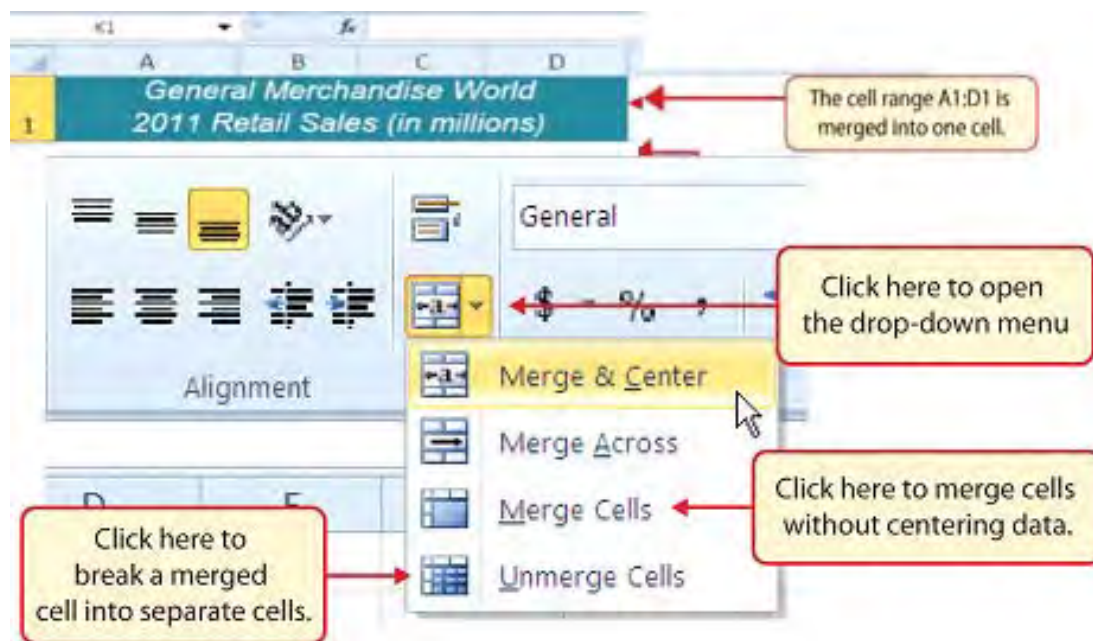 K1
fx
A B C D
1
General Merchandise World
2011 Retail Sales (in millions)
The cell range A1:D1 is
merged into one cell.
General
$ % ,
Click here to open
the drop-down menu
Alignment
Merge & Center
Merge Across
Merge Cells
Unmerge Cells
Click here to merge cells
without centering data.
D
Click here to
break a merged
cell into separate cells.